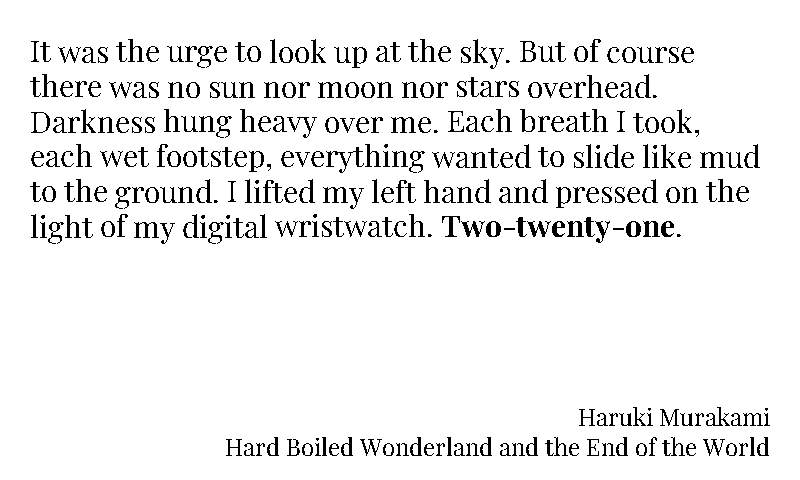 It was the urge to look up at the sky. But of course
there was no sun nor moon nor stars overhead.
Darkness hung heavy over me. Each breath I took,
each wet footstep, everything wanted to slide like mud
to the ground. I lifted my left hand and pressed on the
light of my digital wristwatch. Two-twenty-one.
Haruki Murakami
Hard Boiled Wonderland and the End of the World